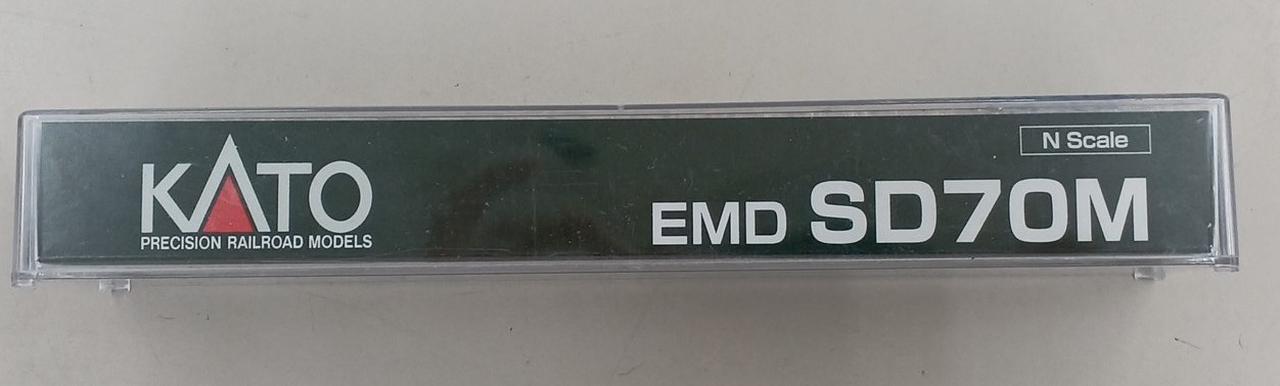 KATO
PRECISION RAILROAD MODELS
N Scale
EMD SD70M